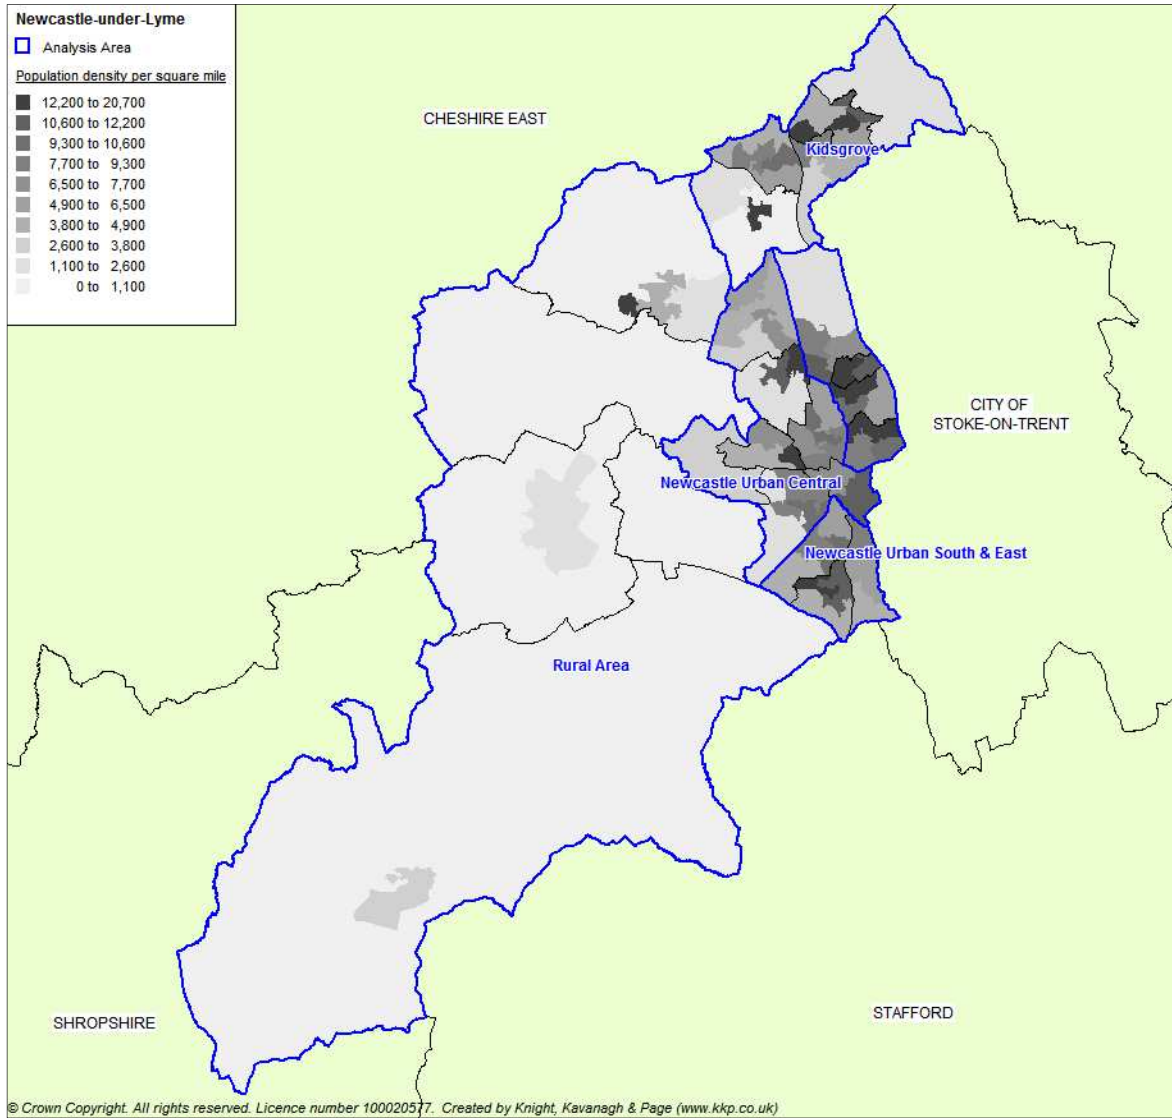 Newcastle-under-Lyme
Analysis Area
Population density per square mile
12,200 to 20,700
10,600 to 12,200
9,300 to 10,600
7,700 to 9,300
6,500 to 7,700
4,900 to 6,500
3,800 to 4,900
2,600 to 3,800
1,100 to 2,600
0 to 1,100
CHESHIRE EAST
Kidsgrove
CITY OF
STOKE-ON-TRENT
Newcastle Urban Central
Newcastle Urban South & East
Rural Area
SHROPSHIRE
STAFFORD
© Crown Copyright. All rights reserved. Licence number 100020577. Created by Knight, Kavanagh & Page (www.kkp.co.uk)